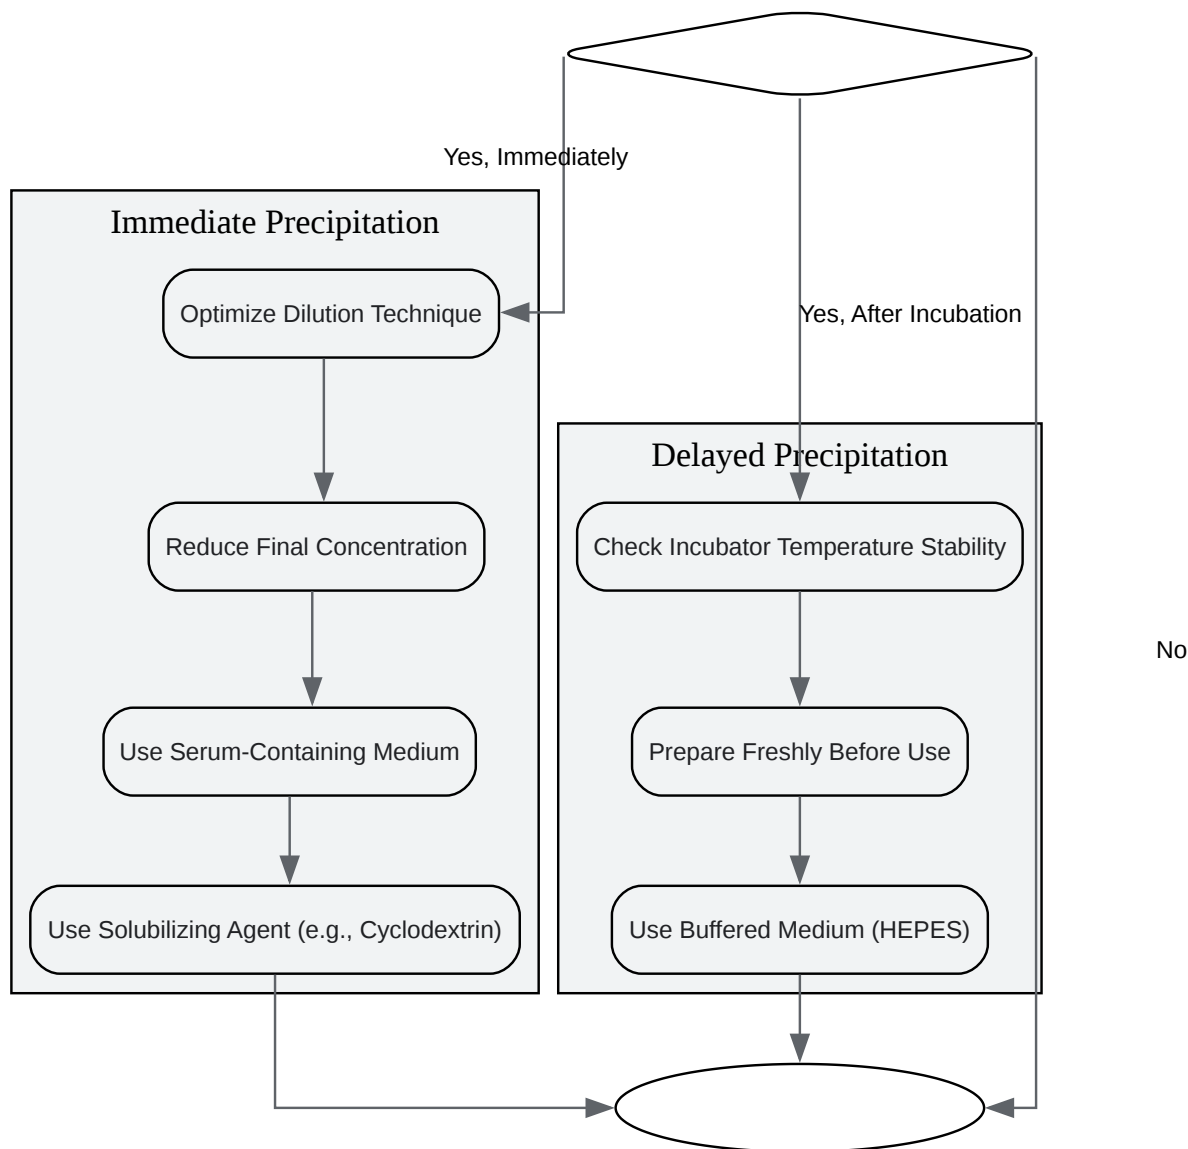 Yes, Immediately
Immediate Precipitation
Optimize Dilution Technique
Yes, After Incubation
Delayed Precipitation
Reduce Final Concentration
Check Incubator Temperature Stability
No
Use Serum-Containing Medium
Prepare Freshly Before Use
Use Solubilizing Agent (e.g., Cyclodextrin)
Use Buffered Medium (HEPES)